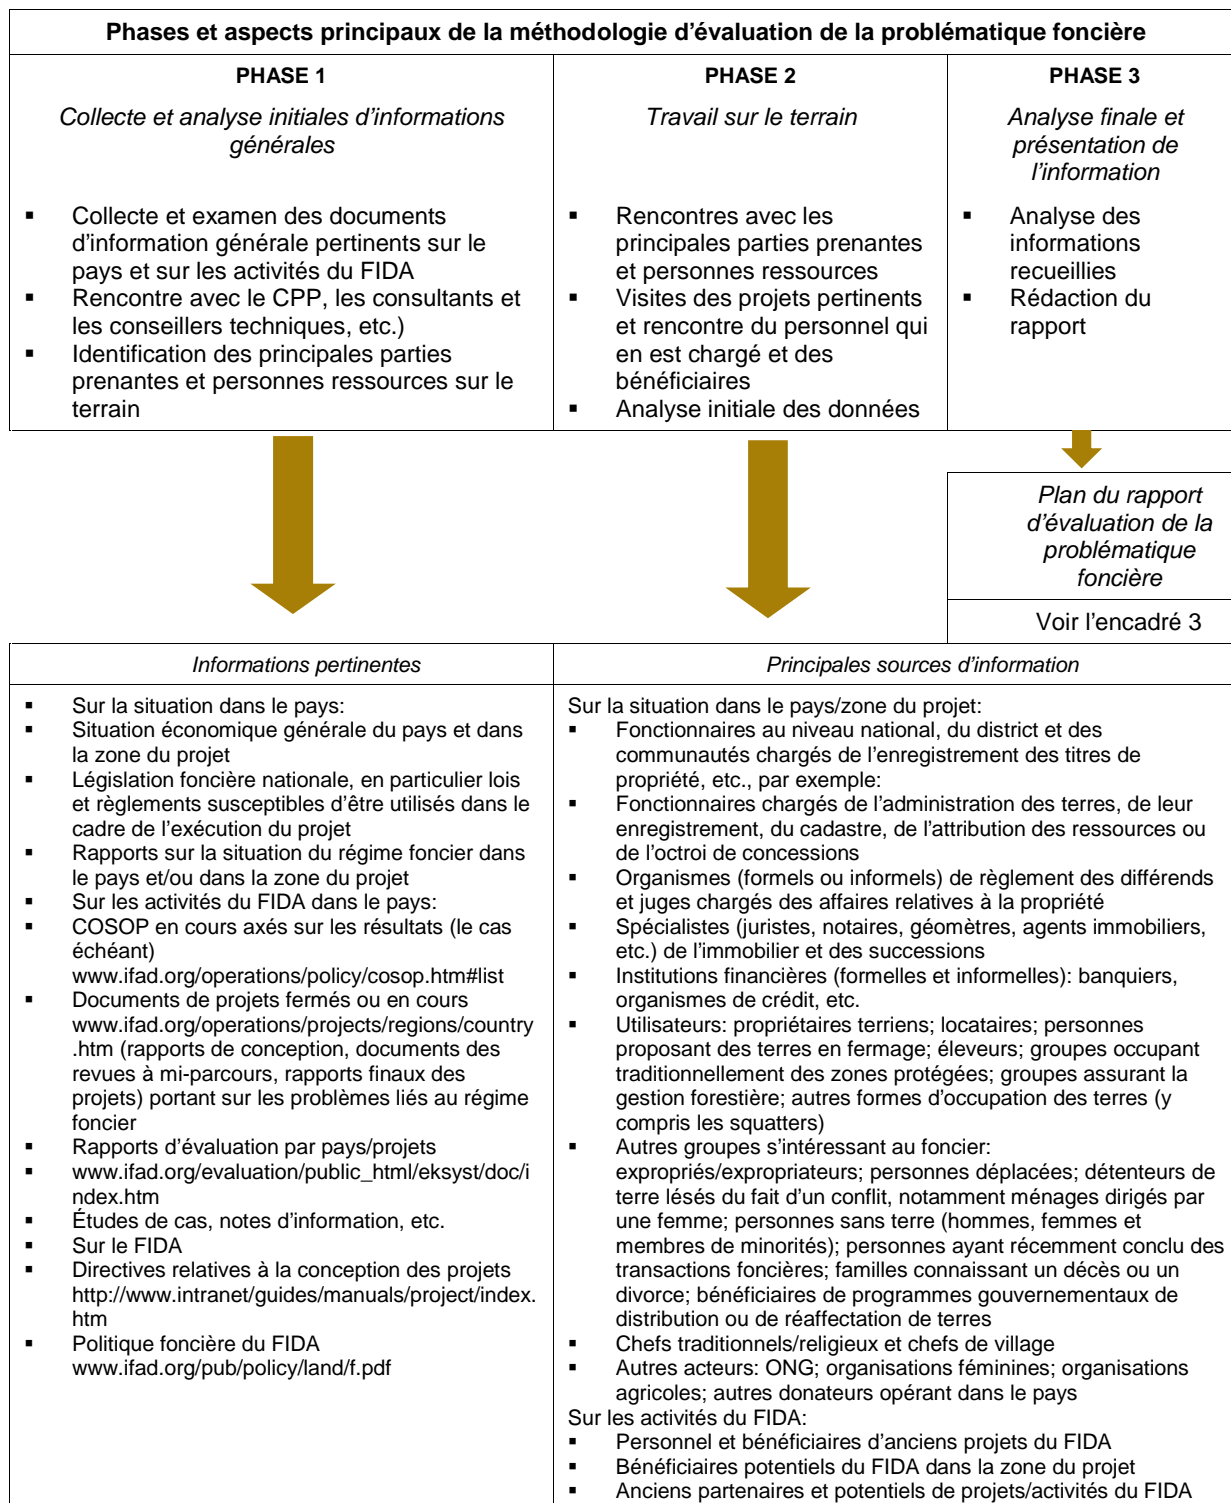 Phases et aspects principaux de la méthodologie d’évaluation de la problématique foncière
PHASE 1
Collecte et analyse initiales d’informations
générales
▪ Collecte et examen des documents
d’information générale pertinents sur le
pays et sur les activités du FIDA
▪ Rencontre avec le CPP, les consultants et
les conseillers techniques, etc.)
▪ Identification des principales parties
prenantes et personnes ressources sur le
terrain
PHASE 2
Travail sur le terrain
▪ Rencontres avec les
principales parties prenantes
et personnes ressources
▪ Visites des projets pertinents
et rencontre du personnel qui
en est chargé et des
bénéficiaires
▪ Analyse initiale des données
PHASE 3
Analyse finale et
présentation de
l’information
▪ Analyse des
informations
recueillies
▪ Rédaction du
rapport
Plan du rapport
d’évaluation de la
problématique
foncière
Voir l’encadré 3
Informations pertinentes
▪ Sur la situation dans le pays:
▪ Situation économique générale du pays et dans
la zone du projet
▪ Législation foncière nationale, en particulier lois
et règlements susceptibles d’être utilisés dans le
cadre de l’exécution du projet
▪ Rapports sur la situation du régime foncier dans
le pays et/ou dans la zone du projet
▪ Sur les activités du FIDA dans le pays:
▪ COSOP en cours axés sur les résultats (le cas
échéant)
www.ifad.org/operations/policy/cosop.htm#list
▪ Documents de projets fermés ou en cours
www.ifad.org/operations/projects/regions/country
.htm (rapports de conception, documents des
revues à mi-parcours, rapports finaux des
projets) portant sur les problèmes liés au régime
foncier
▪ Rapports d’évaluation par pays/projets
▪ www.ifad.org/evaluation/public_html/eksyst/doc/i
ndex.htm
▪ Études de cas, notes d’information, etc.
▪ Sur le FIDA
▪ Directives relatives à la conception des projets
http://www.intranet/guides/manuals/project/index.
htm
▪ Politique foncière du FIDA
www.ifad.org/pub/policy/land/f.pdf
Principales sources d’information
Sur la situation dans le pays/zone du projet:
▪ Fonctionnaires au niveau national, du district et des
communautés chargés de l’enregistrement des titres de
propriété, etc., par exemple:
▪ Fonctionnaires chargés de l’administration des terres, de leur
enregistrement, du cadastre, de l’attribution des ressources ou
de l’octroi de concessions
▪ Organismes (formels ou informels) de règlement des différends
et juges chargés des affaires relatives à la propriété
▪ Spécialistes (juristes, notaires, géomètres, agents immobiliers,
etc.) de l’immobilier et des successions
▪ Institutions financières (formelles et informelles): banquiers,
organismes de crédit, etc.
▪ Utilisateurs: propriétaires terriens; locataires; personnes
proposant des terres en fermage; éleveurs; groupes occupant
traditionnellement des zones protégées; groupes assurant la
gestion forestière; autres formes d’occupation des terres (y
compris les squatters)
▪ Autres groupes s’intéressant au foncier:
expropriés/expropriateurs; personnes déplacées; détenteurs de
terre lésés du fait d’un conflit, notamment ménages dirigés par
une femme; personnes sans terre (hommes, femmes et
membres de minorités); personnes ayant récemment conclu des
transactions foncières; familles connaissant un décès ou un
divorce; bénéficiaires de programmes gouvernementaux de
distribution ou de réaffectation de terres
▪ Chefs traditionnels/religieux et chefs de village
▪ Autres acteurs: ONG; organisations féminines; organisations
agricoles; autres donateurs opérant dans le pays
Sur les activités du FIDA:
▪ Personnel et bénéficiaires d’anciens projets du FIDA
▪ Bénéficiaires potentiels du FIDA dans la zone du projet
▪ Anciens partenaires et potentiels de projets/activités du FIDA